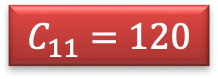 C₁₁ = 120